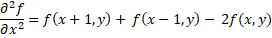 ∂²f/∂x² = f(x + 1, y) + f(x − 1, y) − 2f(x, y)